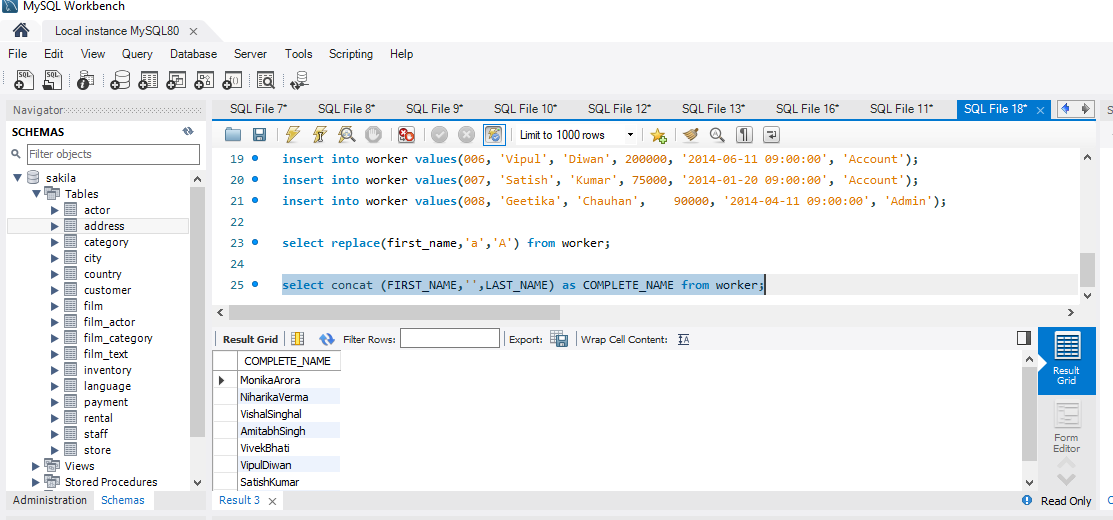 MySQL Workbench
Local instance MySQL80
File Edit View Query Database Server Tools Scripting Help
Navigator
SCHEMAS
Filter objects
sakila
Tables
actor
address
category
city
country
customer
film
film_actor
film_category
film_text
inventory
language
payment
rental
staff
store
Views
Stored Procedures
Administration Schemas
SQL File 7* SQL File 8* SQL File 9* SQL File 10* SQL File 12* SQL File 13* SQL File 16* SQL File 11* SQL File 18*
Limit to 1000 rows
19 insert into worker values(006, 'Vipul', 'Diwan', 200000, '2014-06-11 09:00:00', 'Account');
20 insert into worker values(007, 'Satish', 'Kumar', 75000, '2014-01-20 09:00:00', 'Account');
21 insert into worker values(008, 'Geetika', 'Chauhan', 90000, '2014-04-11 09:00:00', 'Admin');
22
23 select replace(first_name,'a','A') from worker;
24
25 select concat (FIRST_NAME,'',LAST_NAME) as COMPLETE_NAME from worker;
Result Grid Filter Rows: Export: Wrap Cell Content:
COMPLETE_NAME
MonikaArora
NiharikaVerma
VishalSinghal
AmitabhSingh
VivekBhati
VipulDiwan
SatishKumar
Result
Grid
Form
Editor
Result 3
Read Only